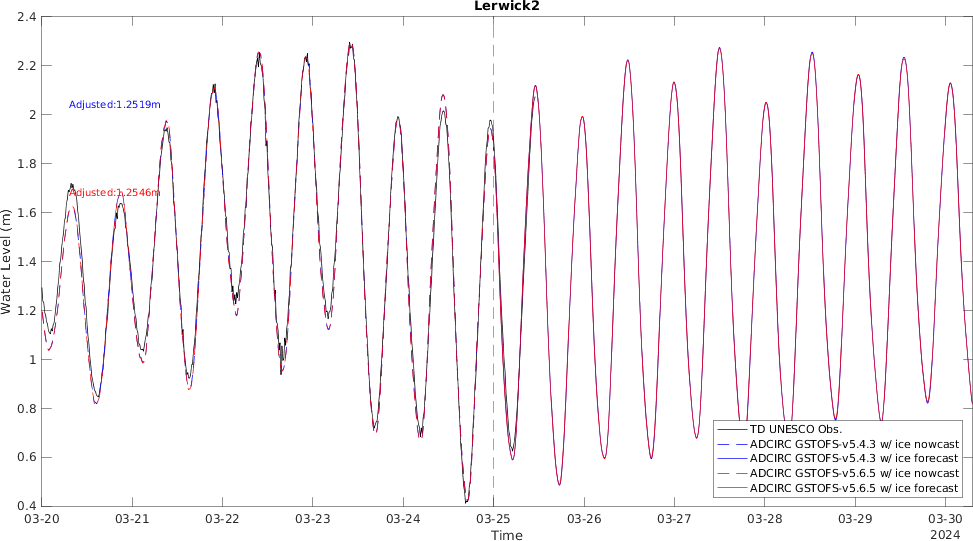 Lerwick2
2.4
2.2
2
1.8
1.6
1.4
1.2
1
0.8
0.6
0.4
Water Level (m)
Adjusted:1.2519m
Adjusted:1.2546m
TD UNESCO Obs.
ADCIRC GSTOFS-v5.4.3 w/ ice nowcast
ADCIRC GSTOFS-v5.4.3 w/ ice forecast
ADCIRC GSTOFS-v5.6.5 w/ ice nowcast
ADCIRC GSTOFS-v5.6.5 w/ ice forecast
03-20 03-21 03-22 03-23 03-24 03-25 03-26 03-27 03-28 03-29 03-30
Time
2024